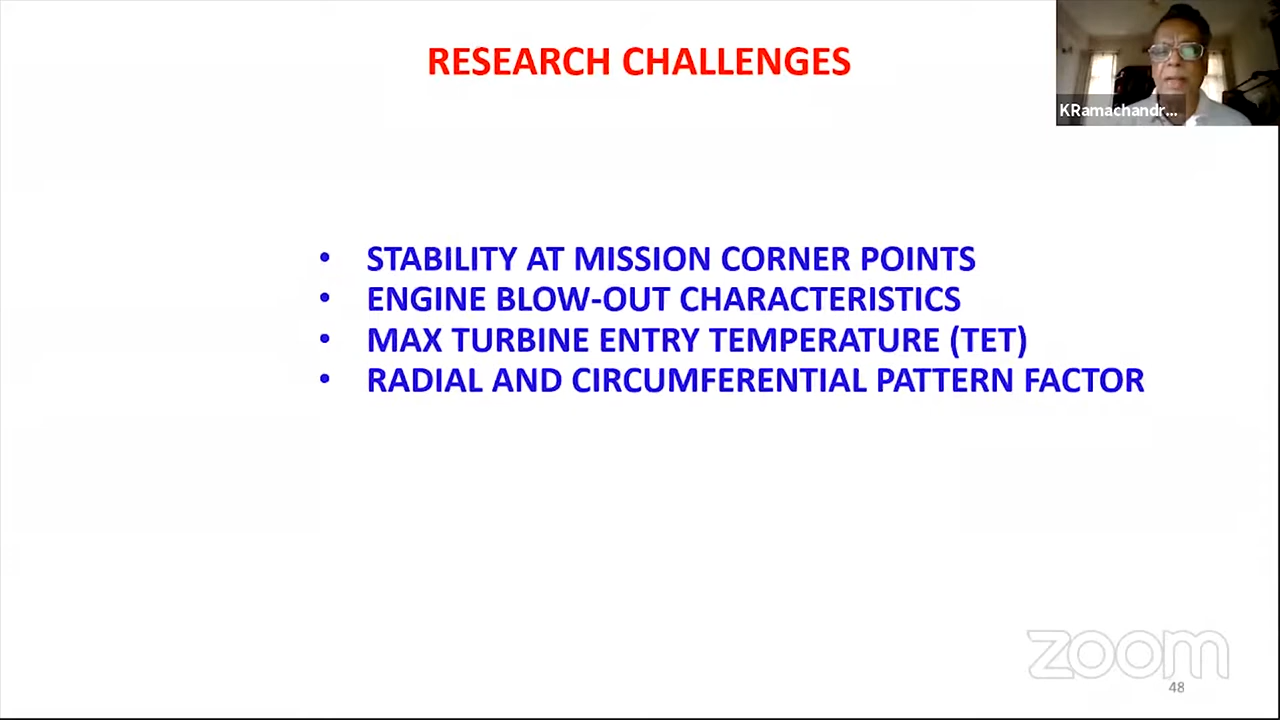 RESEARCH CHALLENGES
KRamachandr...
• STABILITY AT MISSION CORNER POINTS
• ENGINE BLOW-OUT CHARACTERISTICS
• MAX TURBINE ENTRY TEMPERATURE (TET)
• RADIAL AND CIRCUMFERENTIAL PATTERN FACTOR
zoom
48